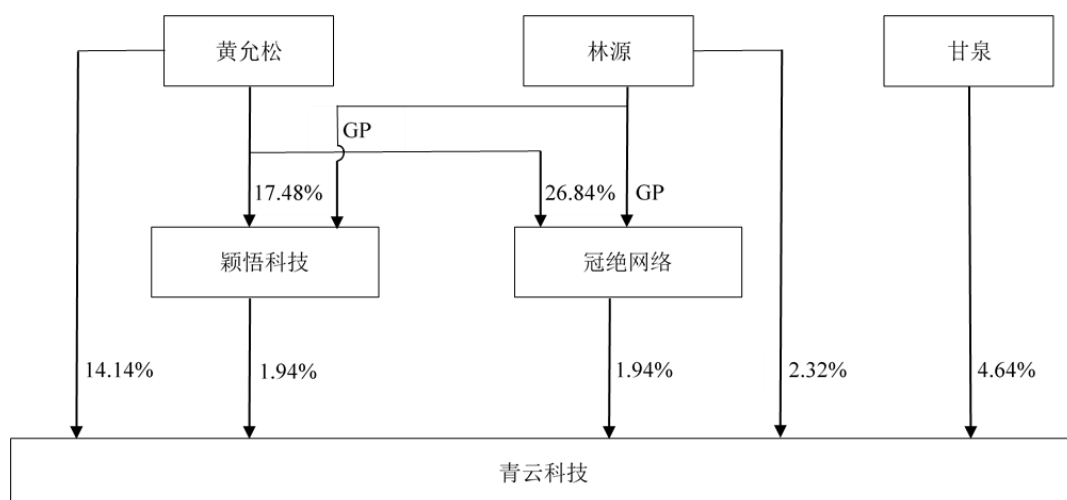 黄允松
林源
甘泉
GP
17.48%
26.84%
GP
颖悟科技
冠绝网络
14.14%
1.94%
1.94%
2.32%
4.64%
青云科技